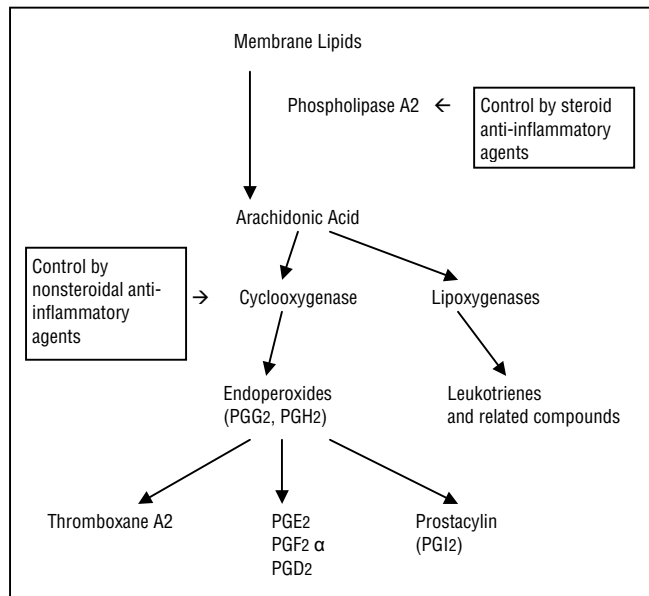 Membrane Lipids
Phospholipase A2 ← Control by steroid
anti-inflammatory
agents
Arachidonic Acid
Control by
nonsteroidal anti-
inflammatory
agents
→ Cyclooxygenase
Lipoxygenases
Endoperoxides
(PGG2, PGH2)
Leukotrienes
and related compounds
Thromboxane A2
PGE2
PGF2 α
PGD2
Prostacylin
(PGI2)